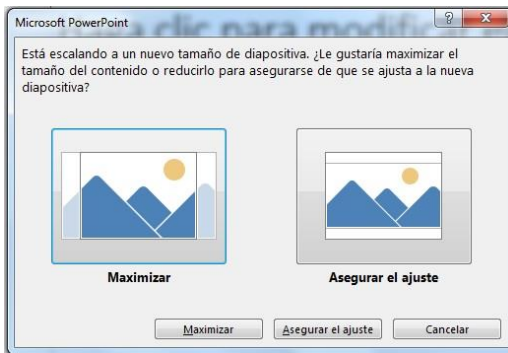 Microsoft PowerPoint
Está escalando a un nuevo tamaño de diapositiva. ¿Le gustaría maximizar el
tamaño del contenido o reducirlo para asegurarse de que se ajusta a la nueva
diapositiva?
Maximizar
Asegurar el ajuste
Maximizar
Asegurar el ajuste
Cancelar